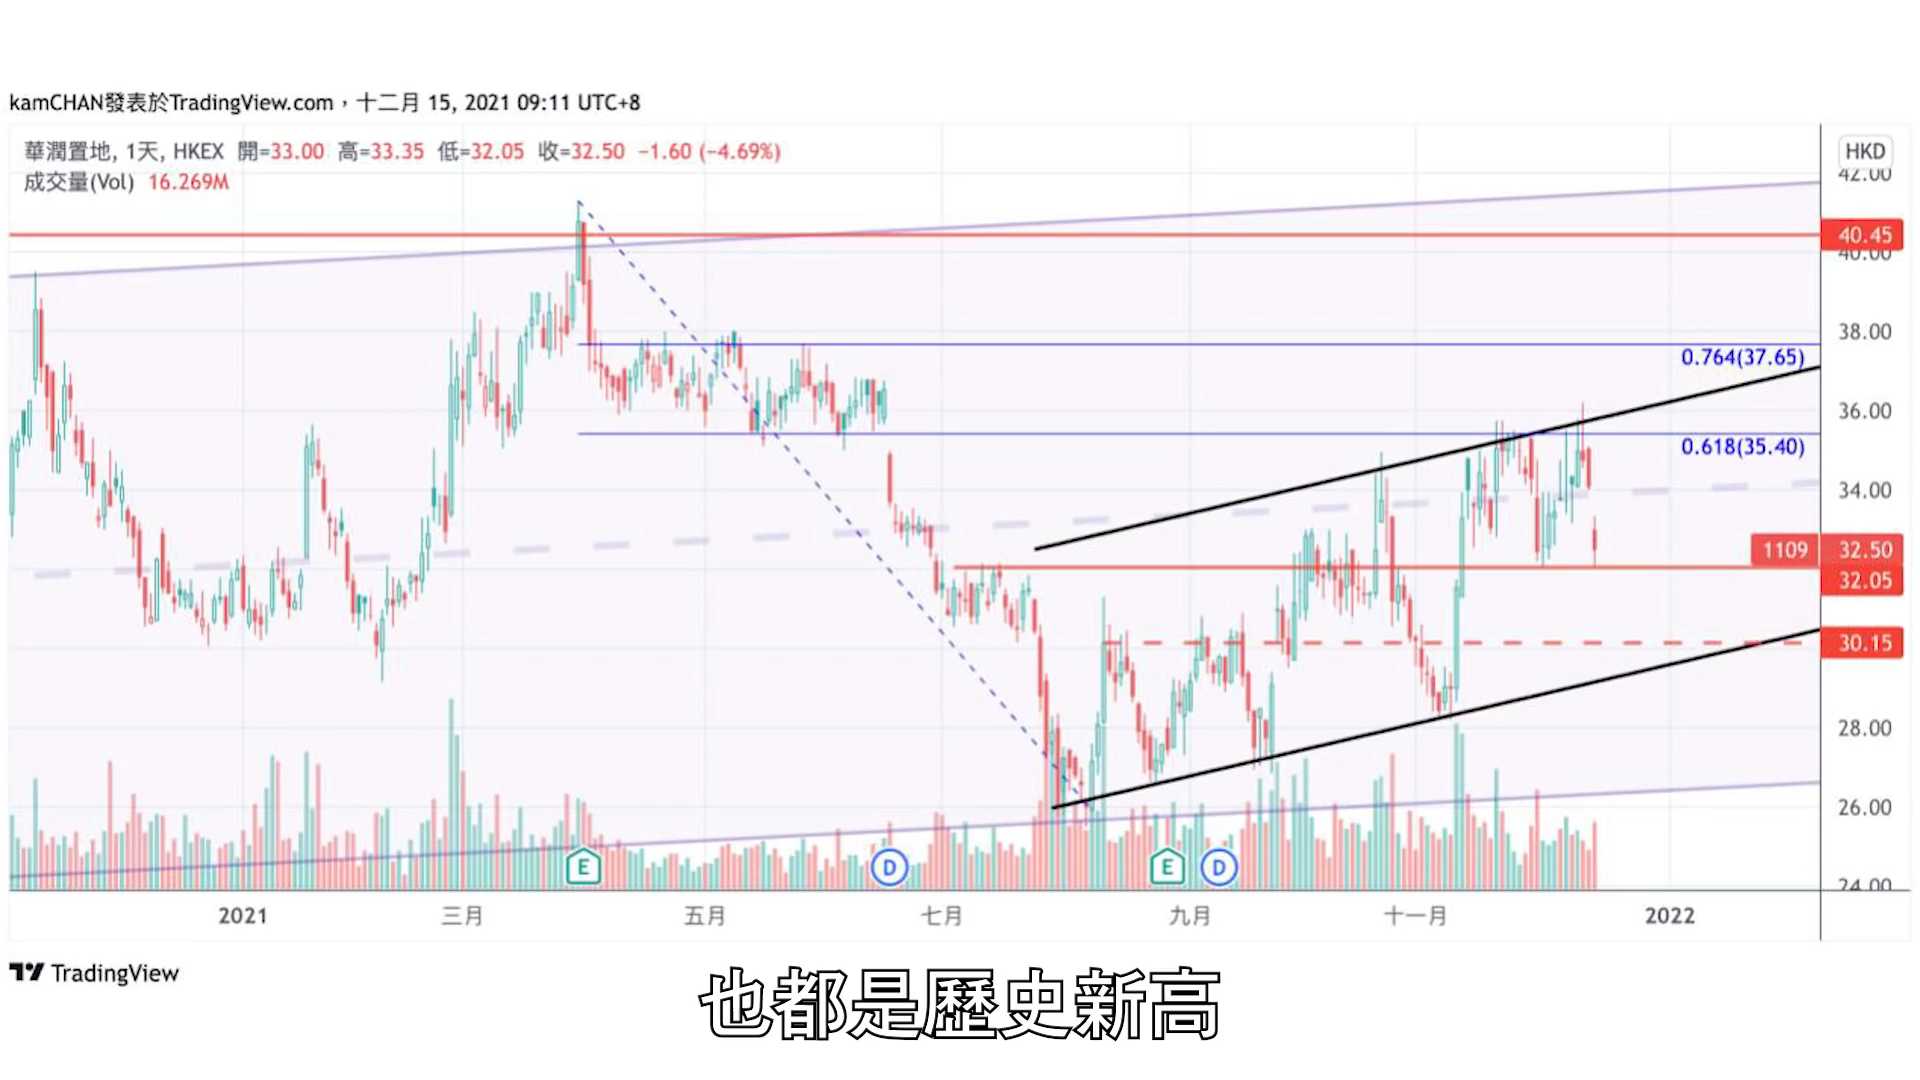 kamCHAN發表於TradingView.com，十二月 15, 2021 09:11 UTC+8
華潤置地, 1天, HKEX 開=33.00 高=33.35 低=32.05 收=32.50 −1.60 (−4.69%)
成交量(Vol) 16.269M
HKD
42.00
40.45
40.00
38.00
0.764(37.65)
36.00
0.618(35.40)
34.00
1109 32.50
32.05
30.15
28.00
26.00
E D E D
24.00
2021 三月 五月 七月 九月 十一月 2022
TradingView
也都是歷史新高